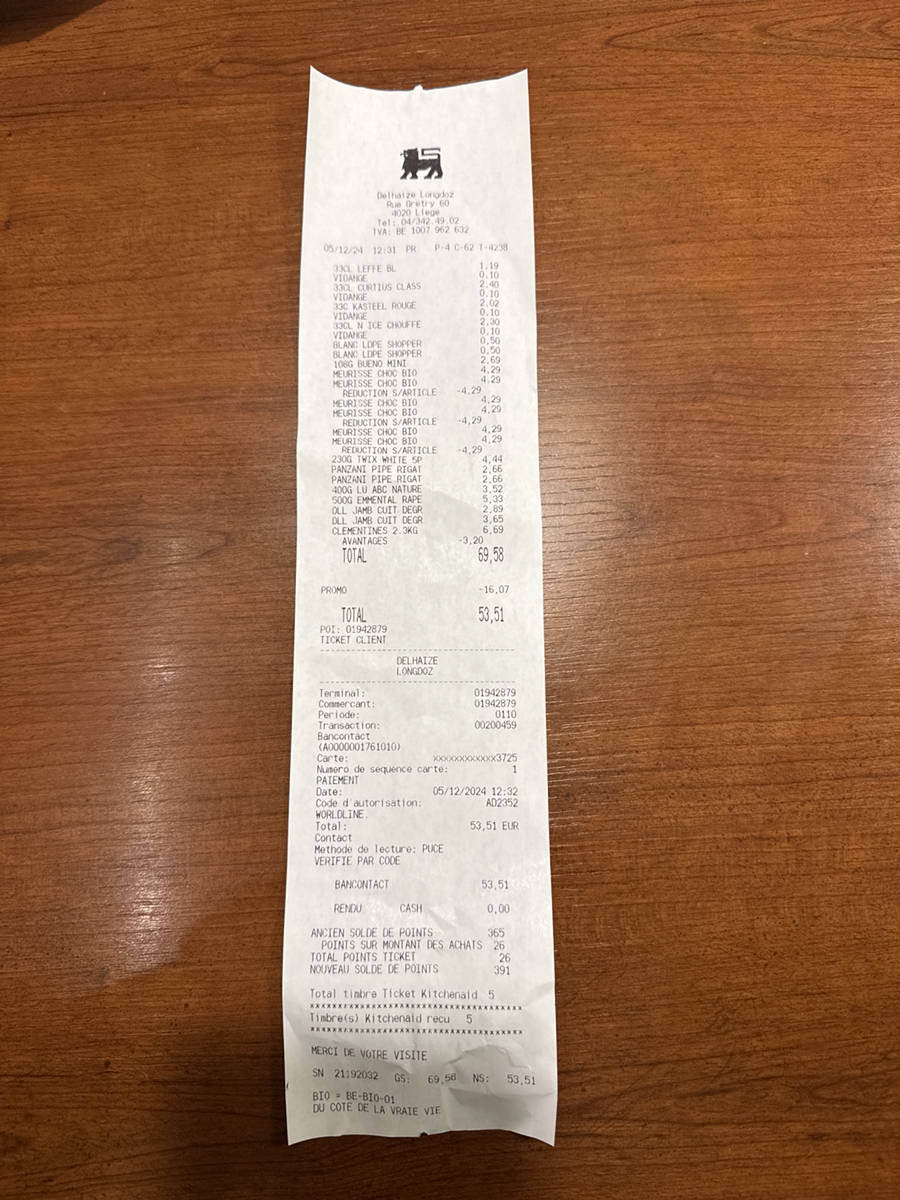 Delhaize Longdoz
Rue Gretry 60
4020 Liege
Tel: 04/342.49.02
TVA: BE 1007 962 632
05/12/24 12:31 PR P-4 C-62 T-4238
33CL LEFFE BL 1,19
VIDANGE 0,10
33CL CURTIUS CLASS 2,40
VIDANGE 0,10
33C KASTEEL ROUGE 2,02
VIDANGE 0,10
33CL N ICE CHOUFFE 2,30
VIDANGE 0,10
BLANC LDPE SHOPPER 0,50
BLANC LDPE SHOPPER 0,50
108G BUENO MINI 2,69
MEURISSE CHOC BIO 4,29
MEURISSE CHOC BIO 4,29
REDUCTION S/ARTICLE -4,29
MEURISSE CHOC BIO 4,29
MEURISSE CHOC BIO 4,29
REDUCTION S/ARTICLE -4,29
MEURISSE CHOC BIO 4,29
MEURISSE CHOC BIO 4,29
REDUCTION S/ARTICLE -4,29
230G TWIX WHITE 5P 4,44
PANZANI PIPE RIGAT 2,66
PANZANI PIPE RIGAT 2,66
400G LU ABC NATURE 3,52
500G EMMENTAL RAPE 5,33
DLL JAMB CUIT DEGR 2,89
DLL JAMB CUIT DEGR 3,65
CLEMENTINES 2.3KG 6,69
AVANTAGES -3,20
TOTAL 69,58
PROMO -16,07
TOTAL 53,51
POI: 01942879
TICKET CLIENT
DELHAIZE
LONGDOZ
Terminal: 01942879
Commercant: 01942879
Periode: 0110
Transaction: 00200459
Bancontact
(A0000001761010)
Carte: xxxxxxxxxxxx3725
Numero de sequence carte: 1
PAIEMENT
Date: 05/12/2024 12:32
Code d'autorisation: AD2352
WORLDLINE.
Total: 53,51 EUR
Contact
Methode de lecture: PUCE
VERIFIE PAR CODE
BANCONTACT 53,51
RENDU CASH 0,00
ANCIEN SOLDE DE POINTS 365
POINTS SUR MONTANT DES ACHATS 26
TOTAL POINTS TICKET 26
NOUVEAU SOLDE DE POINTS 391
Total timbre Ticket Kitchenaid 5
****************************************
Timbre(s) Kitchenaid recu 5
****************************************
MERCI DE VOTRE VISITE
SN 21192032 GS: 69,58 NS: 53,51
BIO = BE-BIO-01
DU COTE DE LA VRAIE VIE